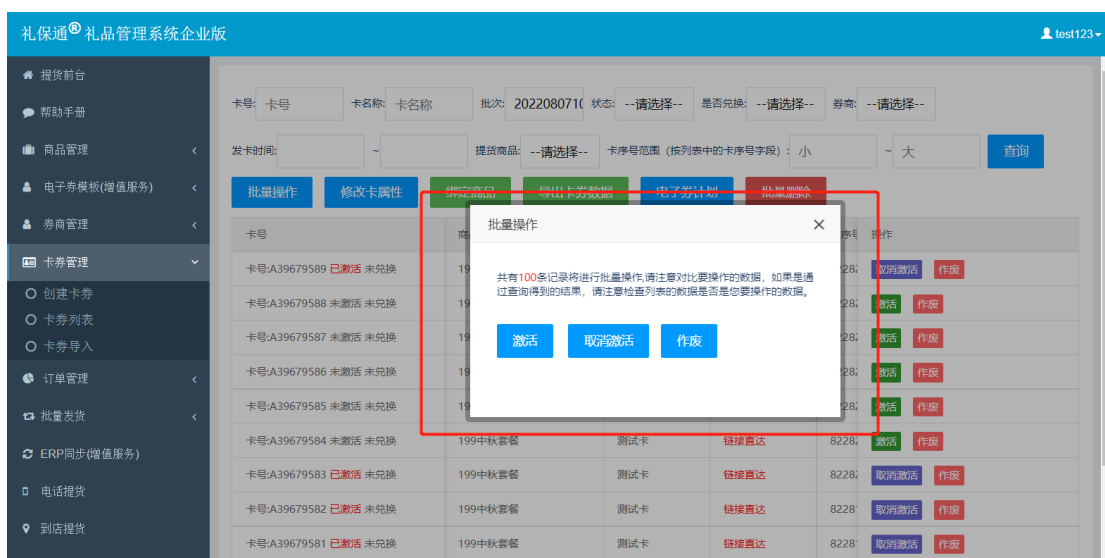 礼保通® 礼品管理系统企业版
test123
提货前台
帮助手册
商品管理
电子券模板(增值服务)
券商管理
卡券管理
创建卡券
卡券列表
卡券导入
订单管理
批量发货
ERP同步(增值服务)
电话提货
到店提货
卡号: 卡号 卡名称: 卡名称 批次: 202208071( 状态: --请选择-- 是否兑换: --请选择-- 券商: --请选择--
发卡时间: ~ 提货商品: --请选择-- 卡序号范围（按列表中的卡序号字段）: 小 ~ 大 查询
批量操作 修改卡属性 绑定商品 导出卡券数据 电子券计划 批量删除
卡号 商 序号 操作
批量操作 ×
共有100条记录将进行批量操作,请注意对比要操作的数据，如果是通
过查询得到的结果，请注意检查列表的数据是否是您要操作的数据。
激活 取消激活 作废
卡号:A39679589 已激活 未兑换 19 228 取消激活 作废
卡号:A39679588 未激活 未兑换 19 228 激活 作废
卡号:A39679587 未激活 未兑换 19 228 激活 作废
卡号:A39679586 未激活 未兑换 19 228 激活 作废
卡号:A39679585 未激活 未兑换 19 228 激活 作废
卡号:A39679584 未激活 未兑换 199中秋套餐 测试卡 链接直达 8228 激活 作废
卡号:A39679583 已激活 未兑换 199中秋套餐 测试卡 链接直达 8228 取消激活 作废
卡号:A39679582 已激活 未兑换 199中秋套餐 测试卡 链接直达 8228 取消激活 作废
卡号:A39679581 已激活 未兑换 199中秋套餐 测试卡 链接直达 8228 取消激活 作废